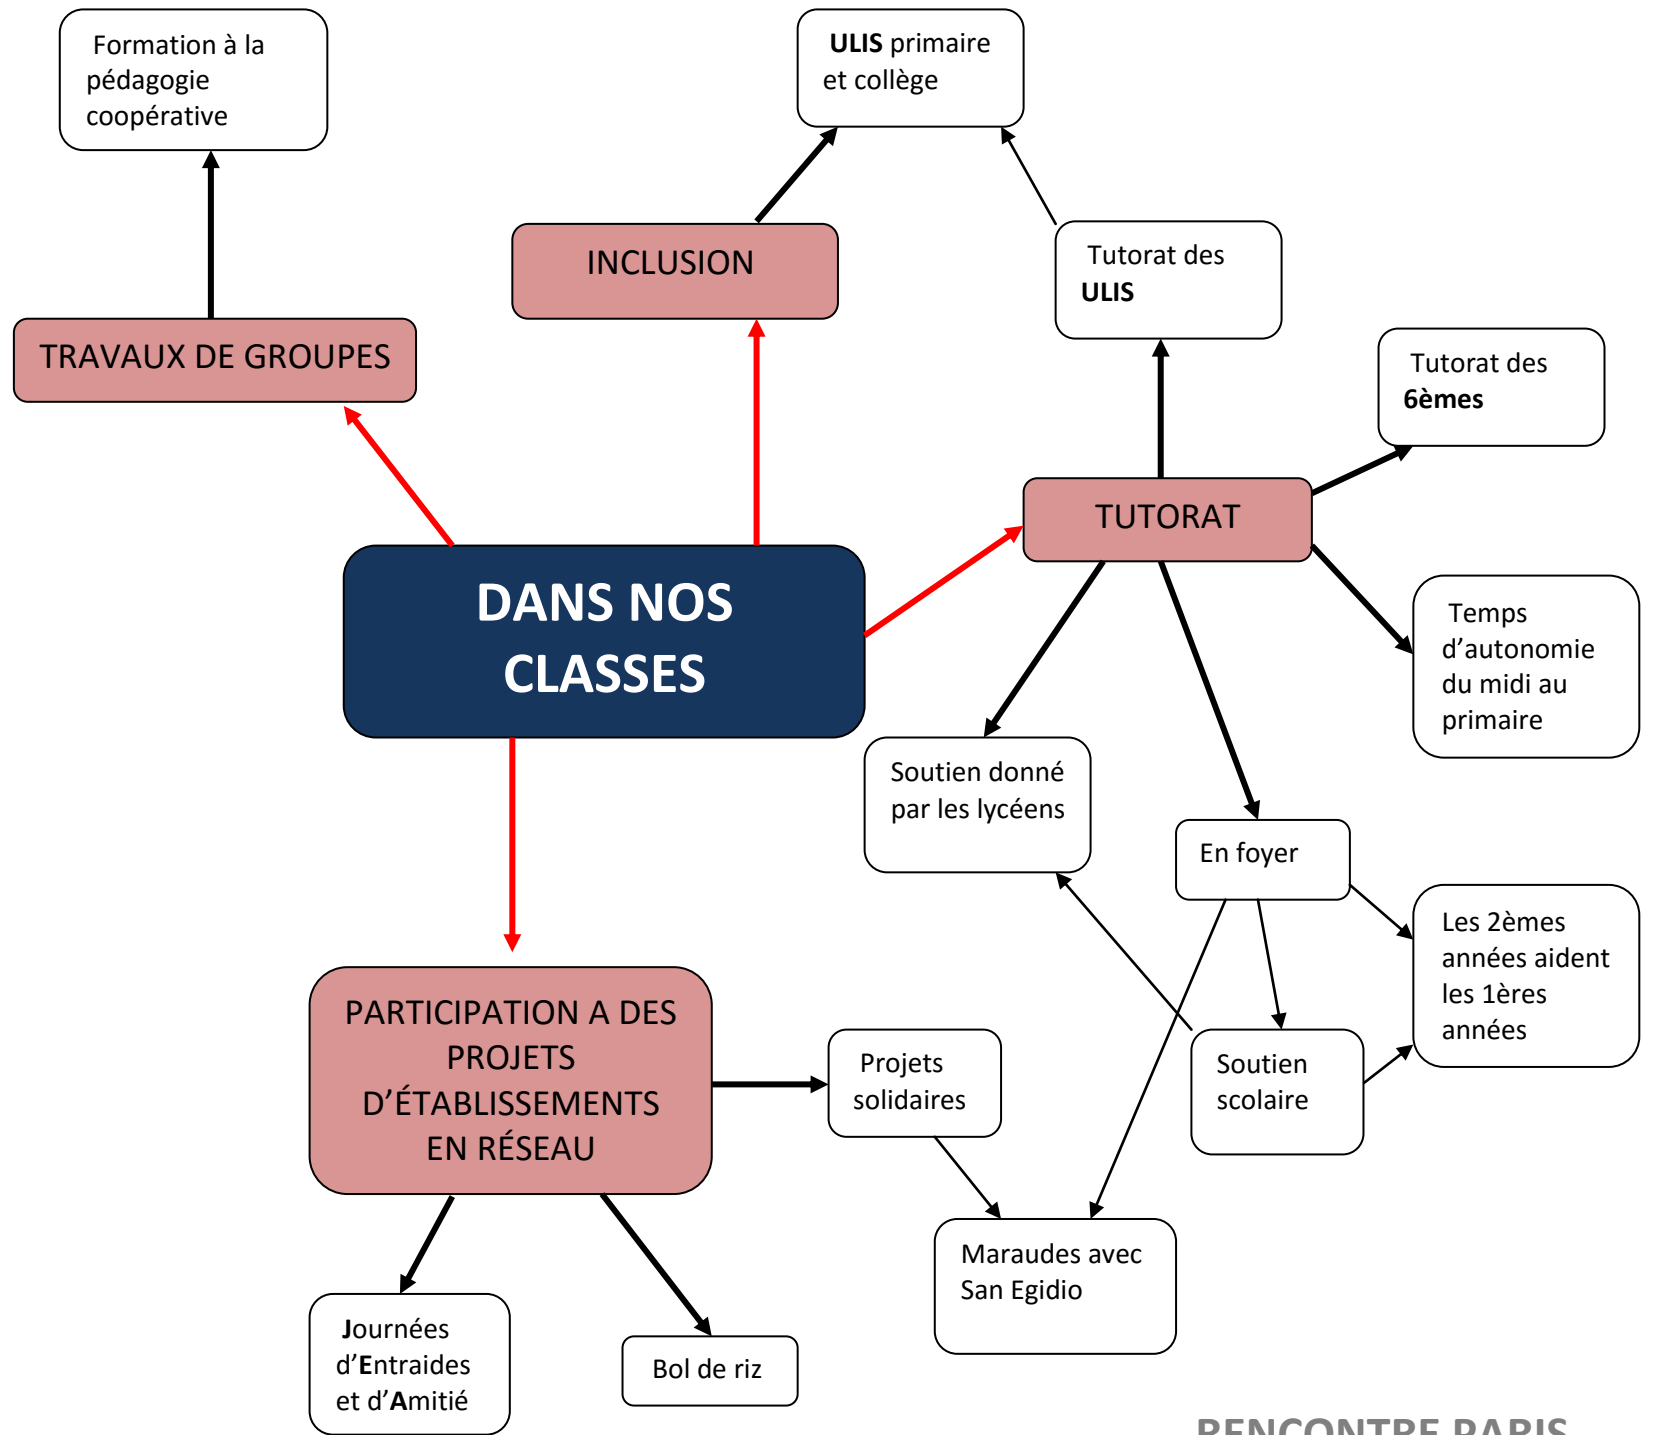 Formation à la
pédagogie
coopérative
ULIS primaire
et collège
INCLUSION
Tutorat des
ULIS
TRAVAUX DE GROUPES
Tutorat des
6èmes
TUTORAT
DANS NOS
CLASSES
Temps
d’autonomie
du midi au
primaire
Soutien donné
par les lycéens
En foyer
Les 2èmes
années aident
les 1ères
années
PARTICIPATION A DES
PROJETS
D’ÉTABLISSEMENTS
EN RÉSEAU
Projets
solidaires
Soutien
scolaire
Maraudes avec
San Egidio
Journées
d’Entraides
et d’Amitié
Bol de riz
RENCONTRE PARIS